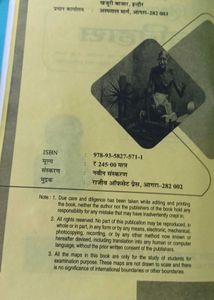 खजूरी बाजार, इन्दौर
प्रधान कार्यालय : अस्पताल मार्ग, आगरा-282 003
ISBN : 978-93-5827-571-1
मूल्य : ₹ 245·00 मात्र
संस्करण : नवीन संस्करण
मुद्रक : राजीव ऑफसेट प्रेस, आगरा-282 002
Note : 1. Due care and diligence has been taken while editing and printing
the book, neither the author nor the publishers of the book hold any
responsibility for any mistake that may have inadvertently crept in.
2. All rights reserved. No part of this publication may be reproduced, in
whole or in part, in any form or by any means, electronic, mechanical,
photocopying, recording, or by any other method now known or
hereafter devised, including translation into any human or computer
language, without the prior written consent of the publishers.
3. All the maps in this book are only for the study of students for
examination purpose. These maps are not drawn to scale and there
is no significance of international boundaries or other boundaries.